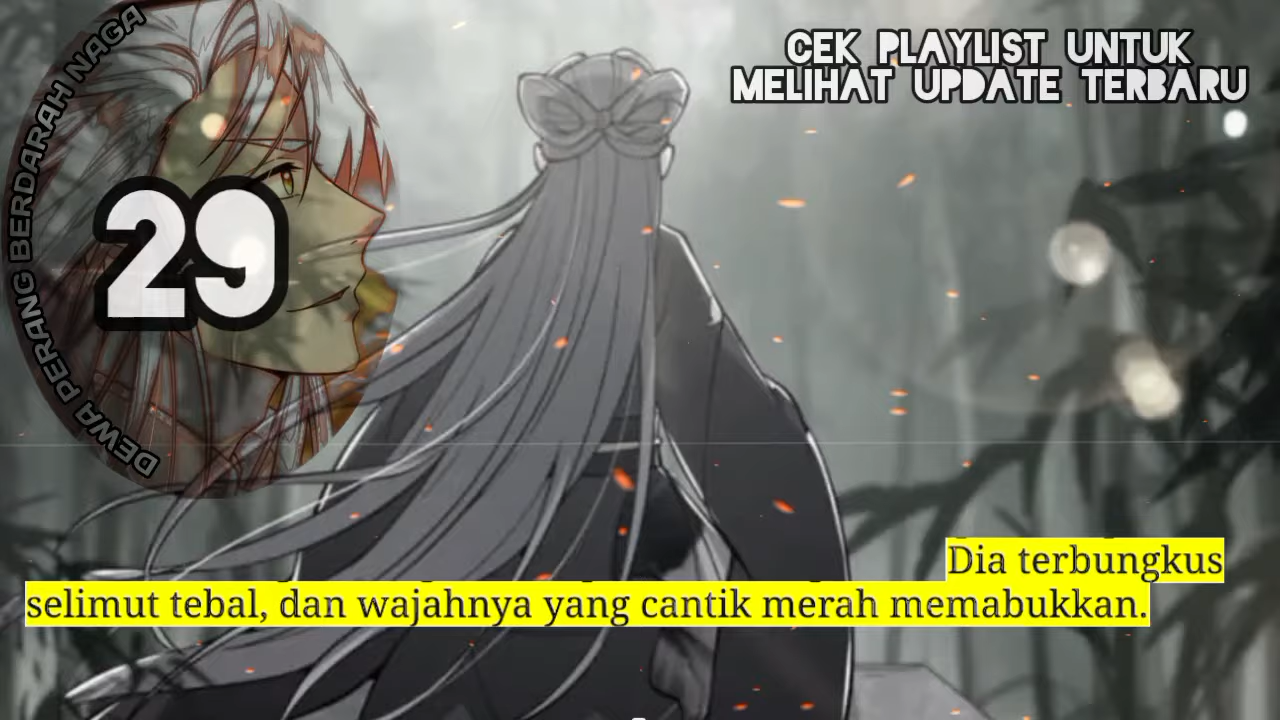 CEK PLAYLIST UNTUK
MELIHAT UPDATE TERBARU
DEWA PERANG BERDARAH NAGA
29
Dia terbungkus
selimut tebal, dan wajahnya yang cantik merah memabukkan.